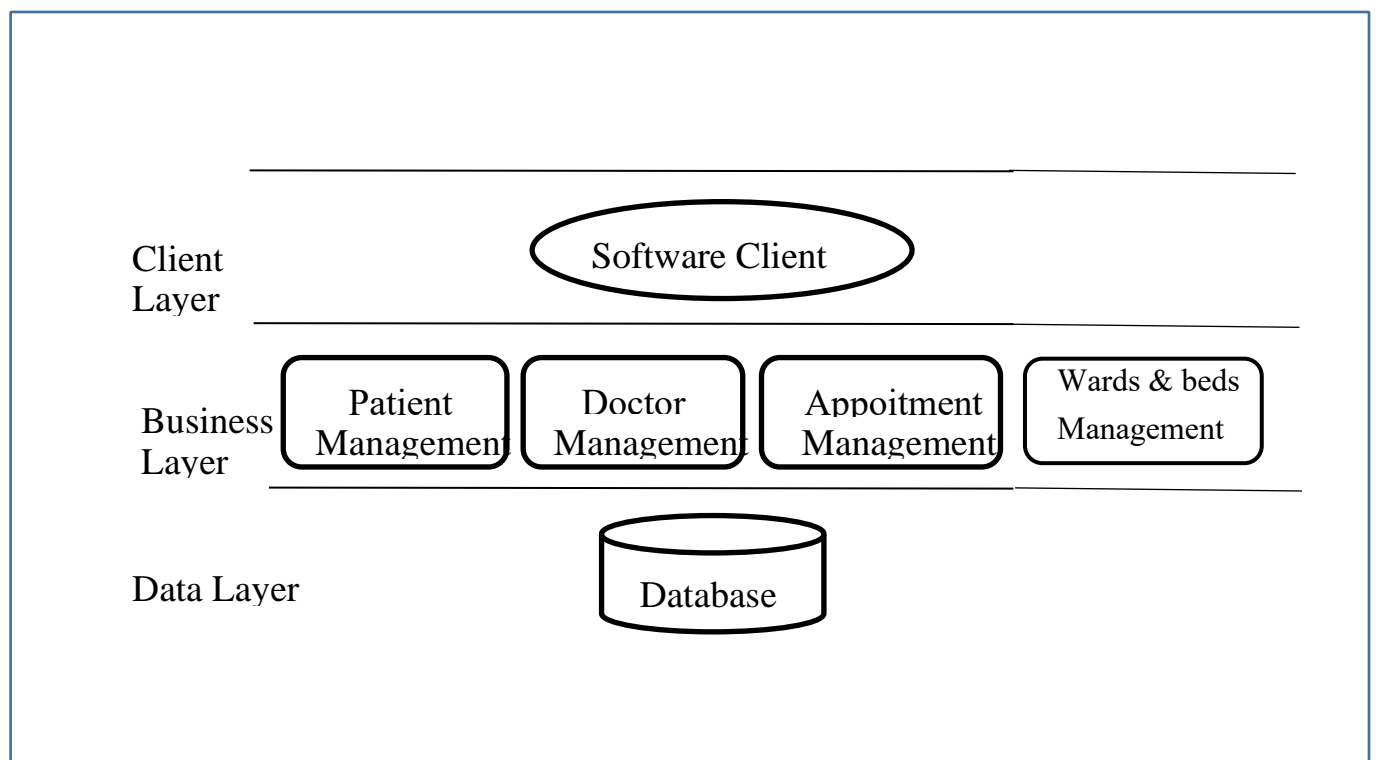 Software Client
Client
Layer
Patient
Management
Doctor
Management
Appoitment
Management
Wards & beds
Management
Business
Layer
Database
Data Layer